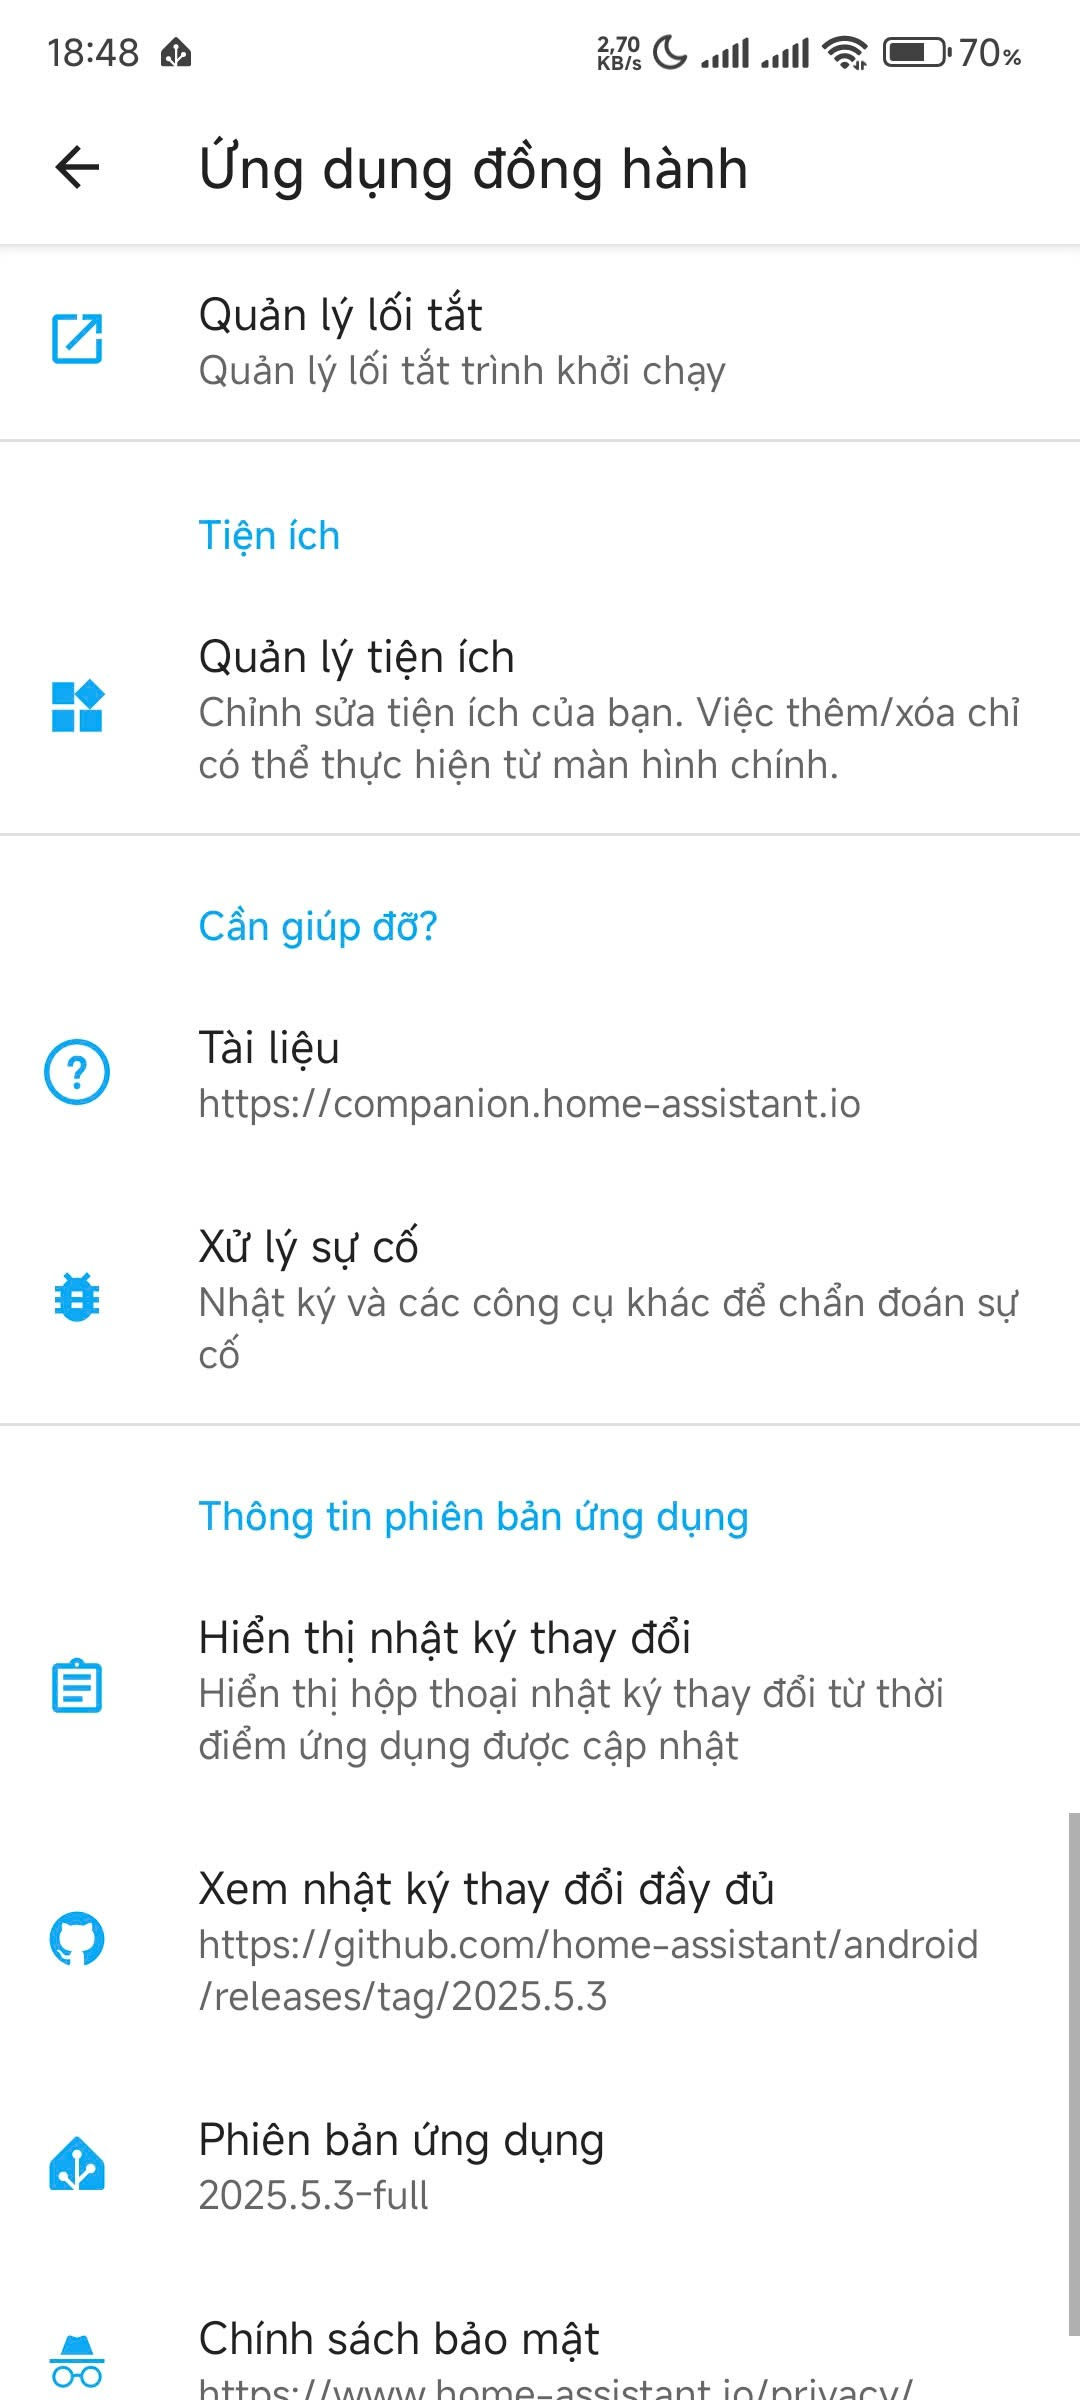 18:48
2,70
KB/s
70%
Ứng dụng đồng hành
Quản lý lối tắt
Quản lý lối tắt trình khởi chạy
Tiện ích
Quản lý tiện ích
Chỉnh sửa tiện ích của bạn. Việc thêm/xóa chỉ
có thể thực hiện từ màn hình chính.
Cần giúp đỡ?
Tài liệu
https://companion.home-assistant.io
Xử lý sự cố
Nhật ký và các công cụ khác để chẩn đoán sự
cố
Thông tin phiên bản ứng dụng
Hiển thị nhật ký thay đổi
Hiển thị hộp thoại nhật ký thay đổi từ thời
điểm ứng dụng được cập nhật
Xem nhật ký thay đổi đầy đủ
https://github.com/home-assistant/android
/releases/tag/2025.5.3
Phiên bản ứng dụng
2025.5.3-full
Chính sách bảo mật
https://www.home-assistant.io/privacy/